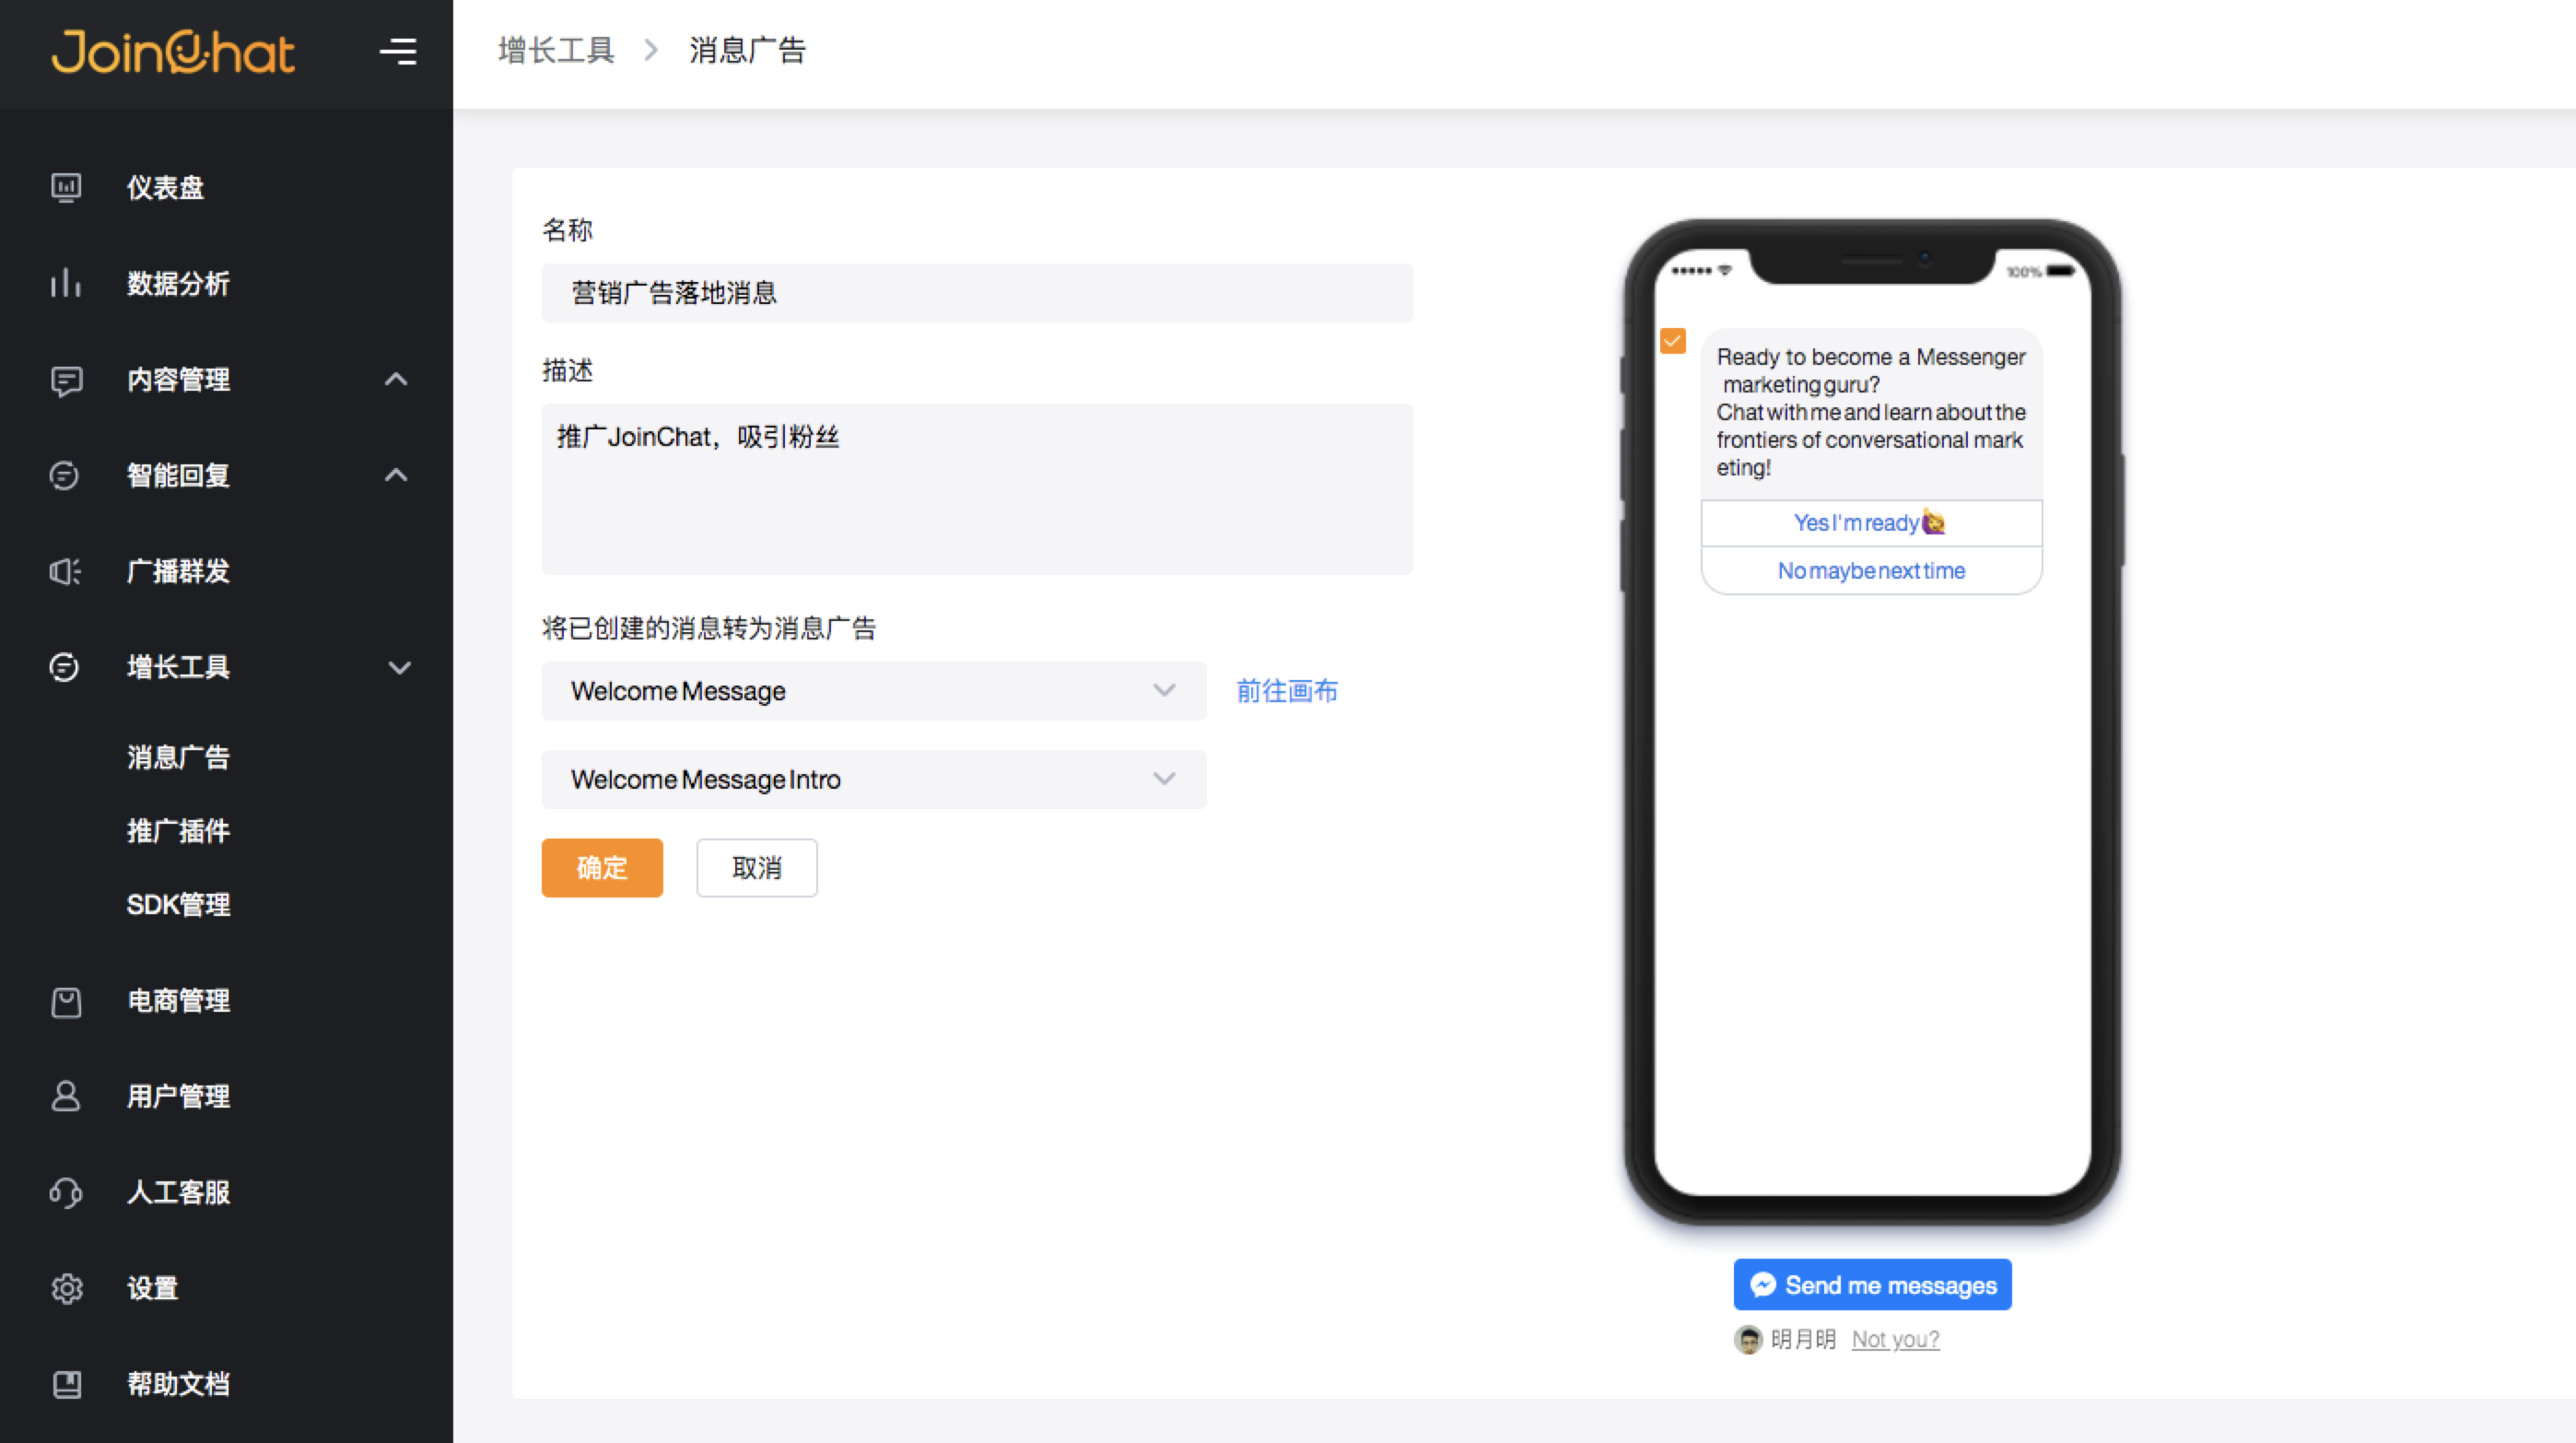 JoinChat
增长工具 > 消息广告
仪表盘
数据分析
内容管理
智能回复
广播群发
增长工具
消息广告
推广插件
SDK管理
电商管理
用户管理
人工客服
设置
帮助文档
名称
营销广告落地消息
描述
推广JoinChat，吸引粉丝
将已创建的消息转为消息广告
Welcome Message
前往画布
Welcome Message Intro
确定
取消
100%
Ready to become a Messenger
marketing guru?
Chat with me and learn about the
frontiers of conversational mark
eting!
Yes I'm ready🙋
No maybe next time
Send me messages
明月明 Not you?